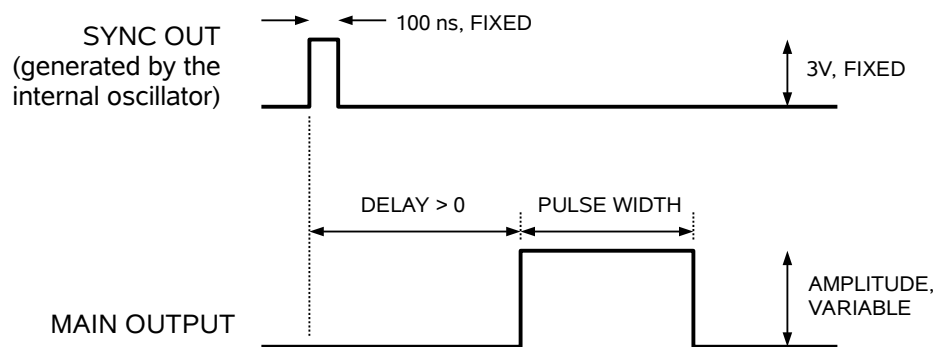 100 ns, FIXED
SYNC OUT
(generated by the
internal oscillator)
3V, FIXED
DELAY > 0
PULSE WIDTH
AMPLITUDE,
VARIABLE
MAIN OUTPUT